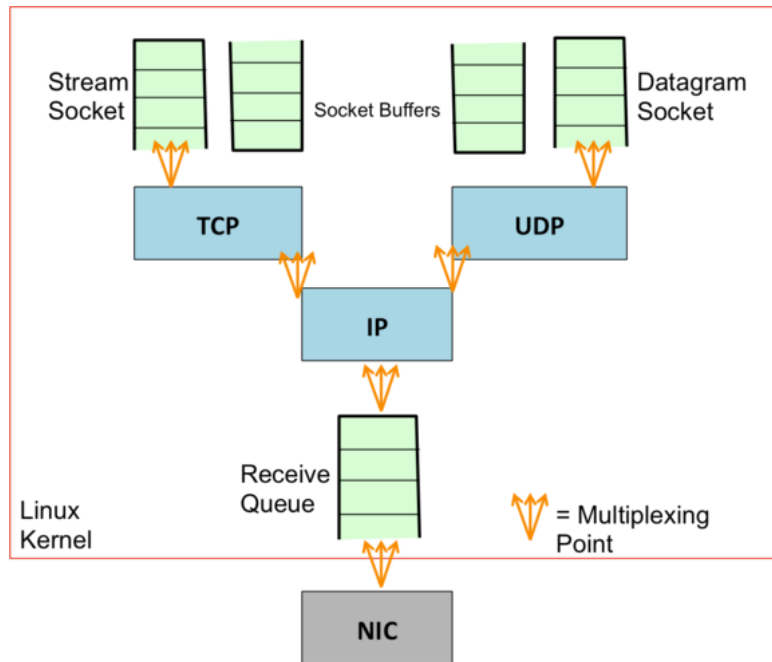 Stream
Socket
Socket Buffers
Datagram
Socket
TCP
UDP
IP
Receive
Queue
Linux
Kernel
= Multiplexing
Point
NIC